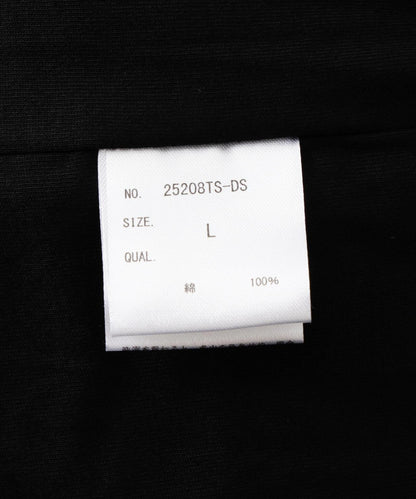 NO. 25208TS-DS
SIZE.
L
QUAL.
綿 100%